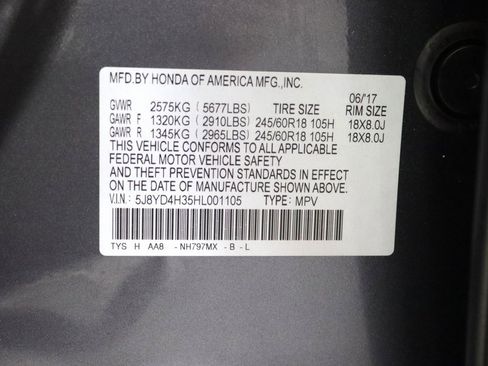 MFD.BY HONDA OF AMERICA MFG.,INC.
06/'17
GVWR 2575KG ( 5677LBS) TIRE SIZE RIM SIZE
GAWR F 1320KG ( 2910LBS) 245/60R18 105H 18X8.0J
GAWR R 1345KG ( 2965LBS) 245/60R18 105H 18X8.0J
THIS VEHICLE CONFORMS TO ALL APPLICABLE
FEDERAL MOTOR VEHICLE SAFETY
AND THEFT PREVENTION STANDARDS IN EFFECT
ON THE DATE OF MANUFACTURE SHOWN ABOVE.
V.I.N.: 5J8YD4H35HL001105 TYPE: MPV
TYS H AA8 - NH797MX - B - L